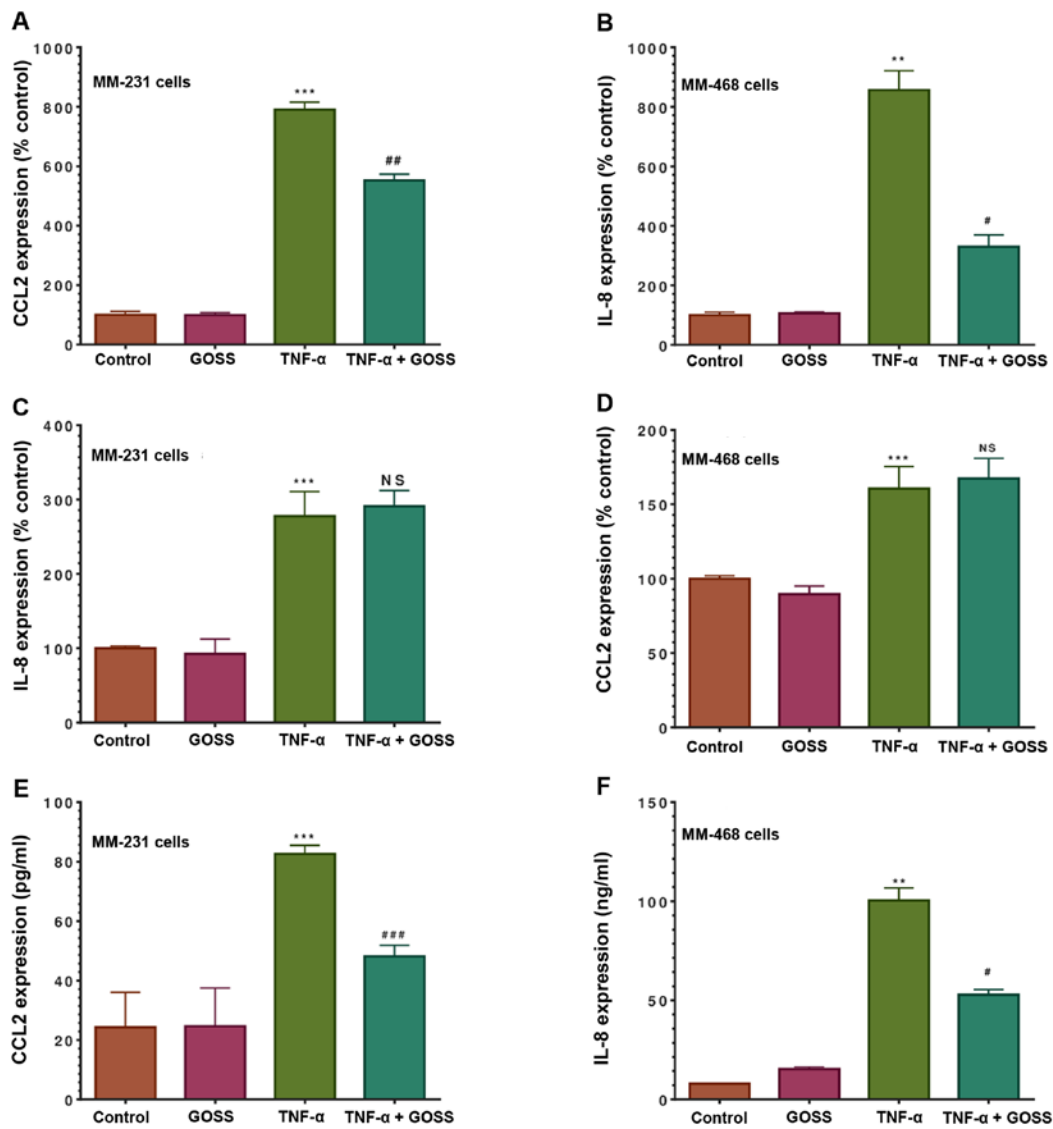 A
CCL2 expression (% control)
1000
800
600
400
200
0
MM-231 cells
***
##
Control GOSS TNF-α TNF-α + GOSS
B
IL-8 expression (% control)
1000
800
600
400
200
0
MM-468 cells
**
#
Control GOSS TNF-α TNF-α + GOSS
C
IL-8 expression (% control)
400
300
300
100
0
MM-231 cells
***
NS
Control GOSS TNF-α TNF-α + GOSS
D
CCL2 expression (% control)
200
150
100
50
0
MM-468 cells
***
NS
Control GOSS TNF-α TNF-α + GOSS
E
CCL2 expression (pg/ml)
100
80
60
40
20
0
MM-231 cells
***
###
Control GOSS TNF-α TNF-α + GOSS
F
IL-8 expression (ng/ml)
150
100
50
0
MM-468 cells
**
#
Control GOSS TNF-α TNF-α + GOSS